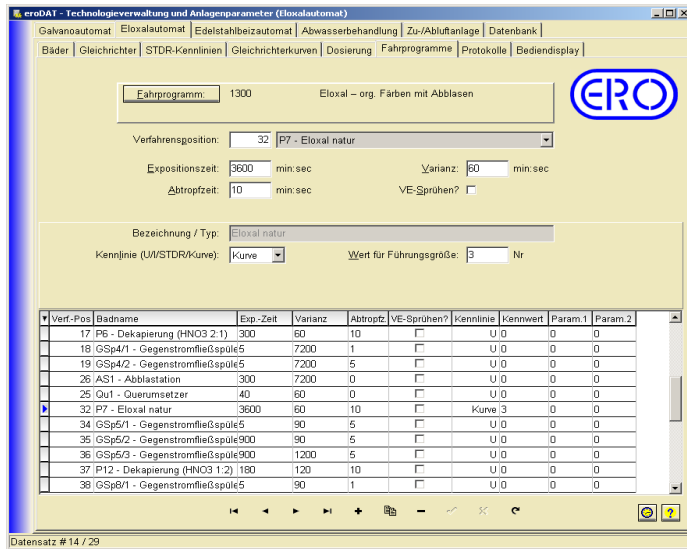 eroDAT - Technologieverwaltung und Anlagenparameter (Eloxalautomat)
Galvanoautomat Eloxalautomat Edelstahlbeizautomat Abwasserbehandlung Zu-/Abluftanlage Datenbank
Bäder Gleichrichter STDR-Kennlinien Gleichrichterkurven Dosierung Fahrprogramme Protokolle Bediendisplay
Fahrprogramm: 1300 Eloxal – org. Färben mit Abblasen
ERO
Verfahrensposition: 32 P7 - Eloxal natur
Expositionszeit: 3600 min:sec Varianz: 60 min:sec
Abtropfzeit: 10 min:sec VE-Sprühen?
Bezeichnung / Typ: Eloxal natur
Kennlinie (U/I/STDR/Kurve): Kurve Wert für Führungsgröße: 3 Nr
Verf.-Pos Badname Exp.-Zeit Varianz Abtropfz. VE-Sprühen? Kennlinie Kennwert Param.1 Param.2
17 P6 - Dekapierung (HNO3 2:1) 300 60 10 U 0 0 0
18 GSp4/1 - Gegenstromfließspüle 5 7200 1 U 0 0 0
19 GSp4/2 - Gegenstromfließspüle 5 7200 5 U 0 0 0
26 AS1 - Abblastation 300 7200 0 U 0 0 0
25 Qu1 - Querumsetzer 40 60 0 U 0 0 0
32 P7 - Eloxal natur 3600 60 10 Kurve 3 0 0
34 GSp5/1 - Gegenstromfließspüle 5 90 5 U 0 0 0
35 GSp5/2 - Gegenstromfließspüle 900 90 5 U 0 0 0
36 GSp5/3 - Gegenstromfließspüle 900 1200 5 U 0 0 0
37 P12 - Dekapierung (HNO3 1:2) 180 120 10 U 0 0 0
38 GSp8/1 - Gegenstromfließspüle 5 90 1 U 0 0 0
Datensatz # 14 / 29